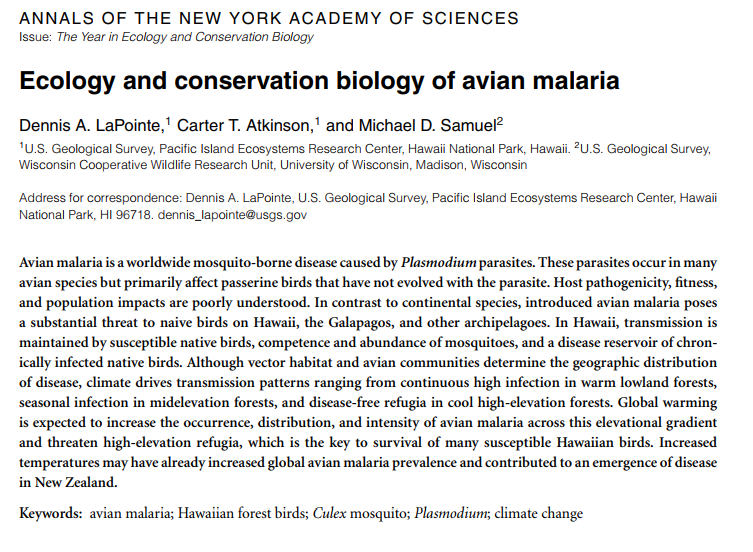 ANNALS OF THE NEW YORK ACADEMY OF SCIENCES
Issue: The Year in Ecology and Conservation Biology
Ecology and conservation biology of avian malaria
Dennis A. LaPointe,1 Carter T. Atkinson,1 and Michael D. Samuel2
1U.S. Geological Survey, Pacific Island Ecosystems Research Center, Hawaii National Park, Hawaii. 2U.S. Geological Survey,
Wisconsin Cooperative Wildlife Research Unit, University of Wisconsin, Madison, Wisconsin
Address for correspondence: Dennis A. LaPointe, U.S. Geological Survey, Pacific Island Ecosystems Research Center, Hawaii
National Park, HI 96718. dennis_lapointe@usgs.gov
Avian malaria is a worldwide mosquito-borne disease caused by Plasmodium parasites. These parasites occur in many
avian species but primarily affect passerine birds that have not evolved with the parasite. Host pathogenicity, fitness,
and population impacts are poorly understood. In contrast to continental species, introduced avian malaria poses
a substantial threat to naive birds on Hawaii, the Galapagos, and other archipelagoes. In Hawaii, transmission is
maintained by susceptible native birds, competence and abundance of mosquitoes, and a disease reservoir of chron-
ically infected native birds. Although vector habitat and avian communities determine the geographic distribution
of disease, climate drives transmission patterns ranging from continuous high infection in warm lowland forests,
seasonal infection in midelevation forests, and disease-free refugia in cool high-elevation forests. Global warming
is expected to increase the occurrence, distribution, and intensity of avian malaria across this elevational gradient
and threaten high-elevation refugia, which is the key to survival of many susceptible Hawaiian birds. Increased
temperatures may have already increased global avian malaria prevalence and contributed to an emergence of disease
in New Zealand.
Keywords: avian malaria; Hawaiian forest birds; Culex mosquito; Plasmodium; climate change